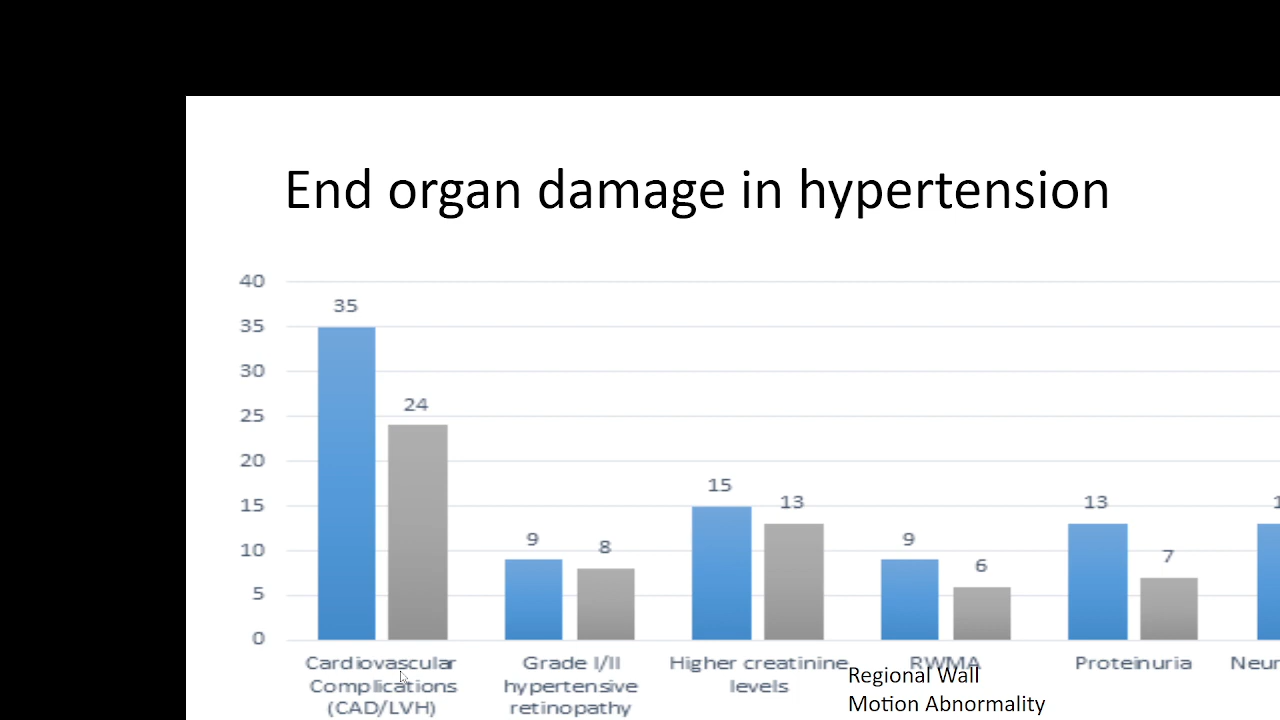 End organ damage in hypertension
40
35
30
25
20
15
10
5
0
35
24
9
8
15
13
9
6
13
7
Cardiovascular
Complications
(CAD/LVH)
Grade I/II
hypertensive
retinopathy
Higher creatinine
levels
RWMA
Regional Wall
Motion Abnormality
Proteinuria